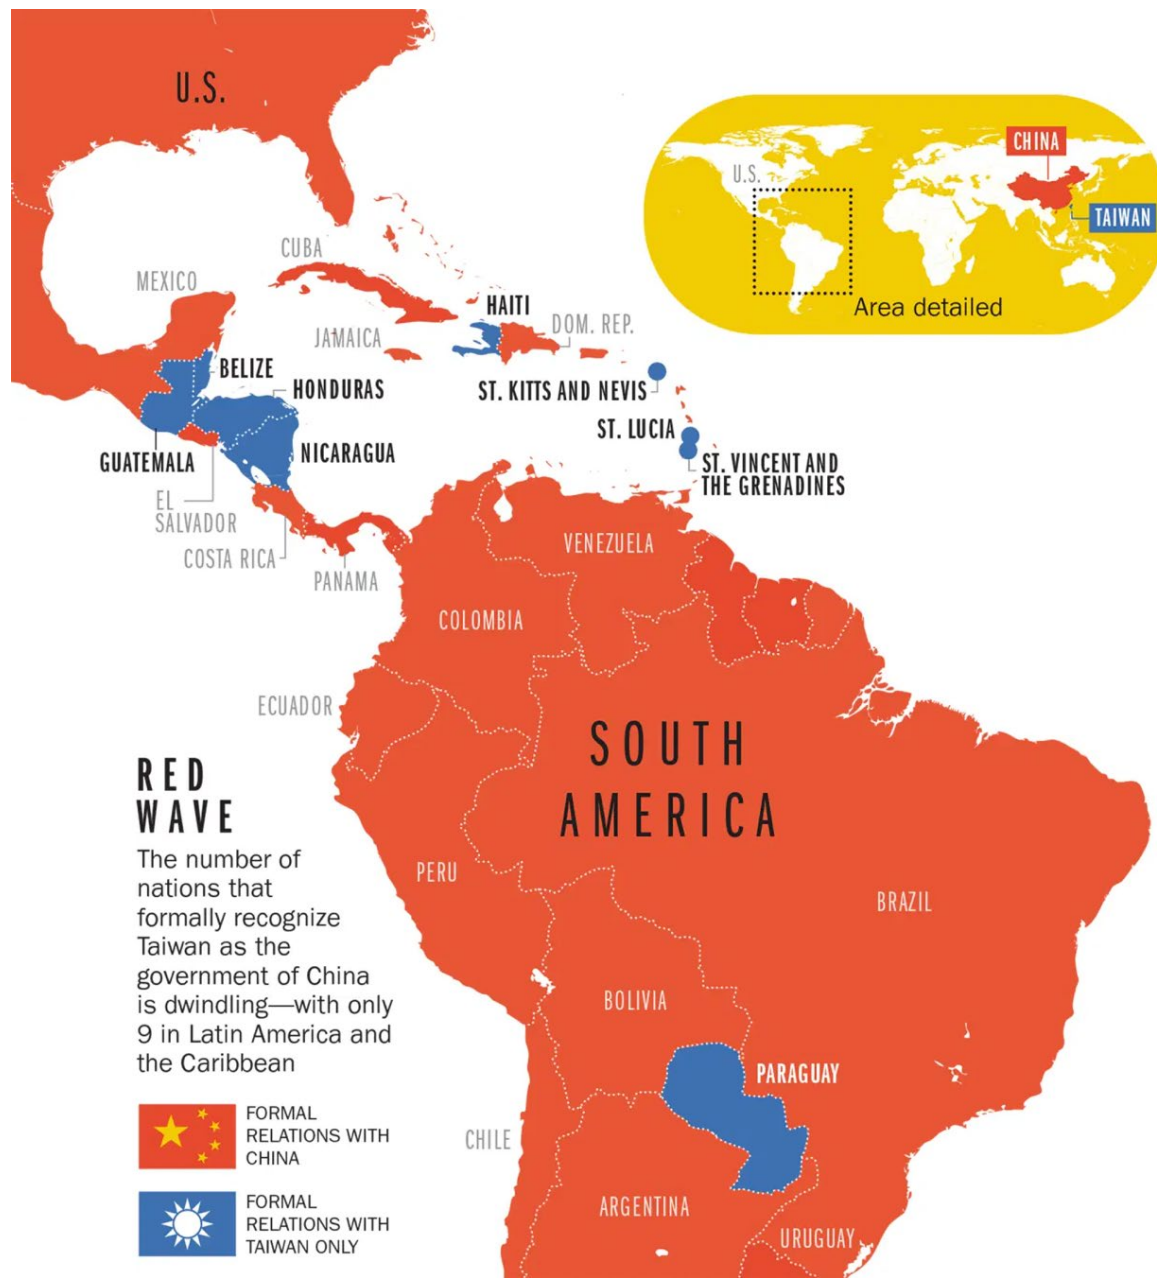 U.S.
CHINA
U.S.
TAIWAN
CUBA
MEXICO
HAITI
Area detailed
DOM. REP.
JAMAICA
BELIZE
HONDURAS
ST. KITTS AND NEVIS
ST. LUCIA
GUATEMALA
NICARAGUA
ST. VINCENT AND
THE GRENADINES
EL
SALVADOR
COSTA RICA
PANAMA
VENEZUELA
COLOMBIA
ECUADOR
SOUTH
AMERICA
RED
WAVE
The number of
nations that
formally recognize
Taiwan as the
government of China
is dwindling—with only
9 in Latin America and
the Caribbean
PERU
BRAZIL
BOLIVIA
PARAGUAY
FORMAL
RELATIONS WITH
CHINA
CHILE
FORMAL
RELATIONS WITH
TAIWAN ONLY
ARGENTINA
URUGUAY